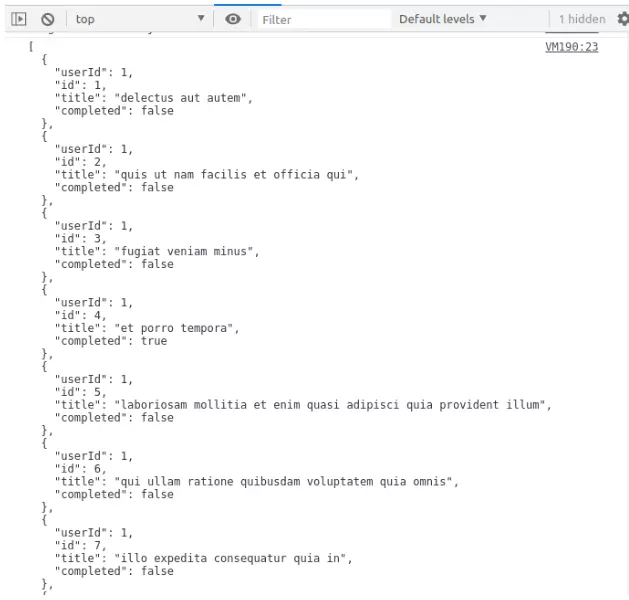 top Filter Default levels 1 hidden
[ VM190:23
{
"userId": 1,
"id": 1,
"title": "delectus aut autem",
"completed": false
},
{
"userId": 1,
"id": 2,
"title": "quis ut nam facilis et officia qui",
"completed": false
},
{
"userId": 1,
"id": 3,
"title": "fugiat veniam minus",
"completed": false
},
{
"userId": 1,
"id": 4,
"title": "et porro tempora",
"completed": true
},
{
"userId": 1,
"id": 5,
"title": "laboriosam mollitia et enim quasi adipisci quia provident illum",
"completed": false
},
{
"userId": 1,
"id": 6,
"title": "qui ullam ratione quibusdam voluptatem quia omnis",
"completed": false
},
{
"userId": 1,
"id": 7,
"title": "illo expedita consequatur quia in",
"completed": false
},